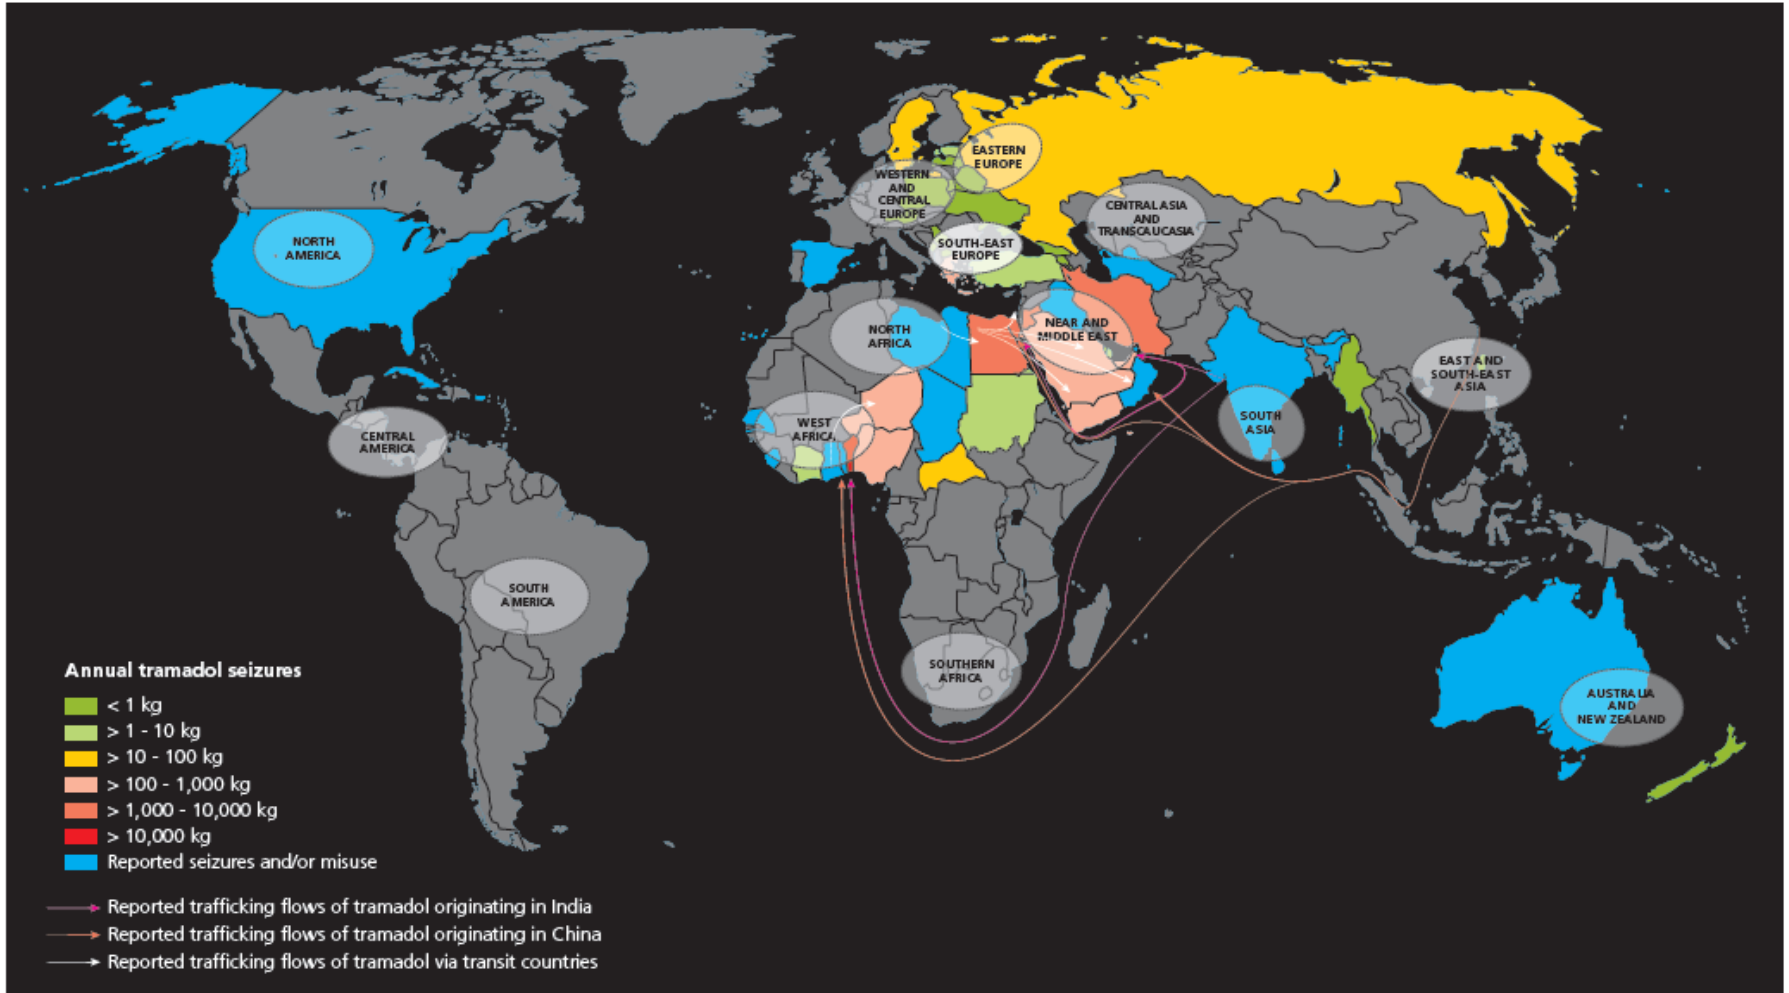 EASTERN
EUROPE
WESTERN
AND
CENTRAL
EUROPE
CENTRAL ASIA
AND
TRANSCAUCASIA
NORTH
AMERICA
SOUTH-EAST
EUROPE
NORTH
AFRICA
NEAR AND
MIDDLE EAST
EAST AND
SOUTH-EAST
ASIA
WEST
AFRICA
SOUTH
ASIA
CENTRAL
AMERICA
SOUTH
AMERICA
SOUTHERN
AFRICA
AUSTRALIA
AND
NEW ZEALAND
Annual tramadol seizures
< 1 kg
> 1 - 10 kg
> 10 - 100 kg
> 100 - 1,000 kg
> 1,000 - 10,000 kg
> 10,000 kg
Reported seizures and/or misuse
Reported trafficking flows of tramadol originating in India
Reported trafficking flows of tramadol originating in China
Reported trafficking flows of tramadol via transit countries